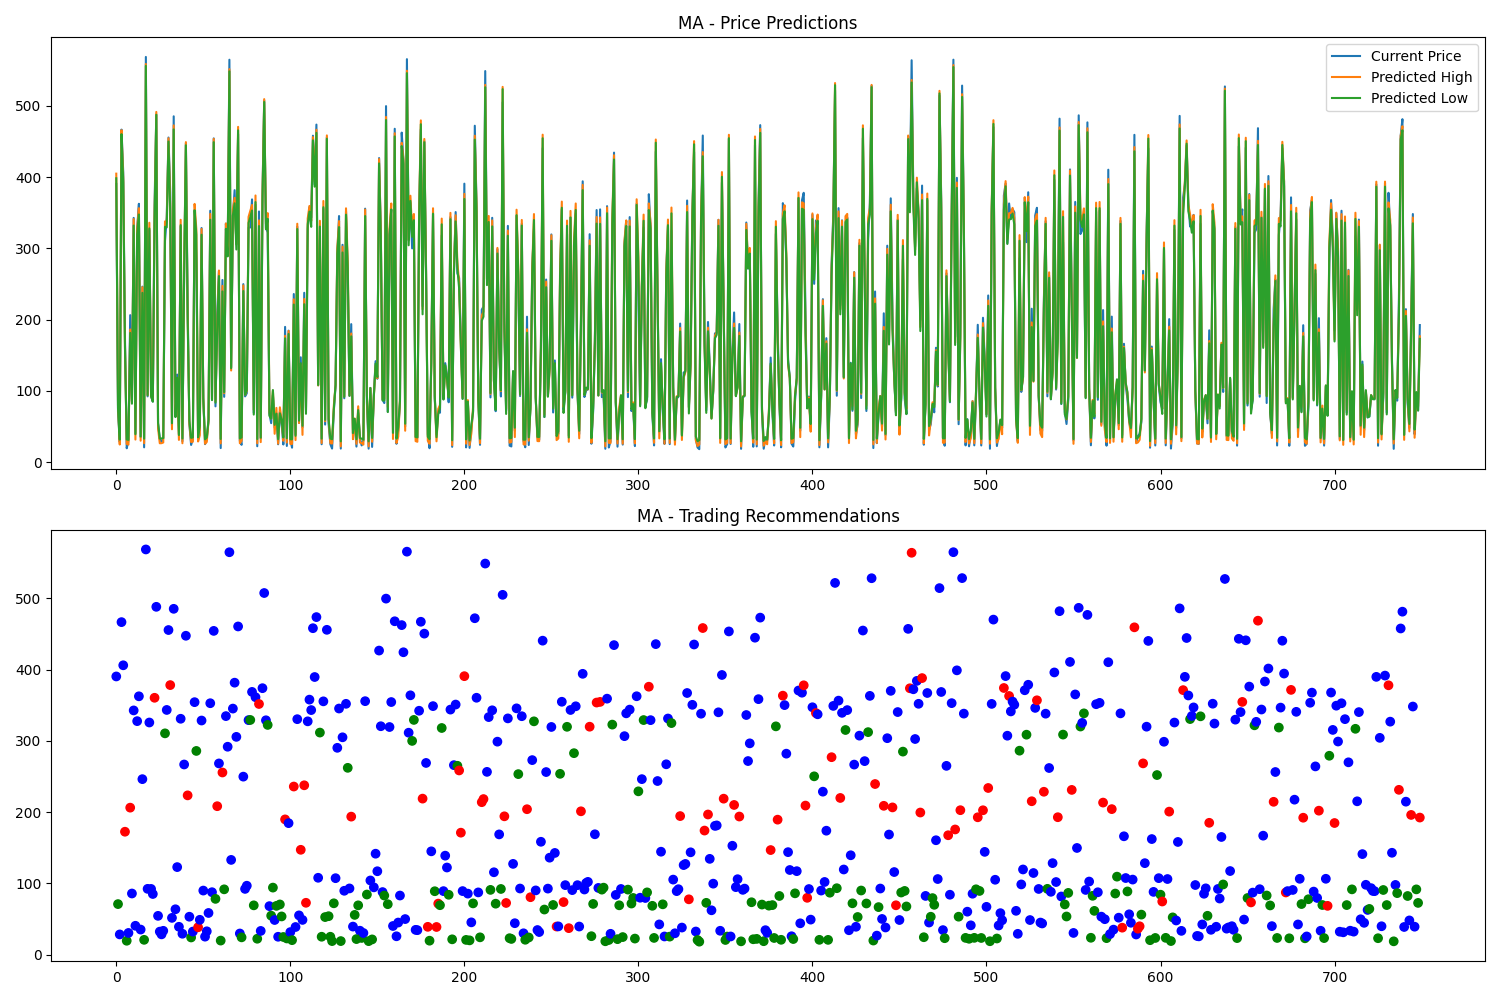 MA - Price Predictions
Current Price
Predicted High
Predicted Low
500
400
300
200
100
0
0 100 200 300 400 500 600 700
MA - Trading Recommendations
500
400
300
200
100
0
0 100 200 300 400 500 600 700